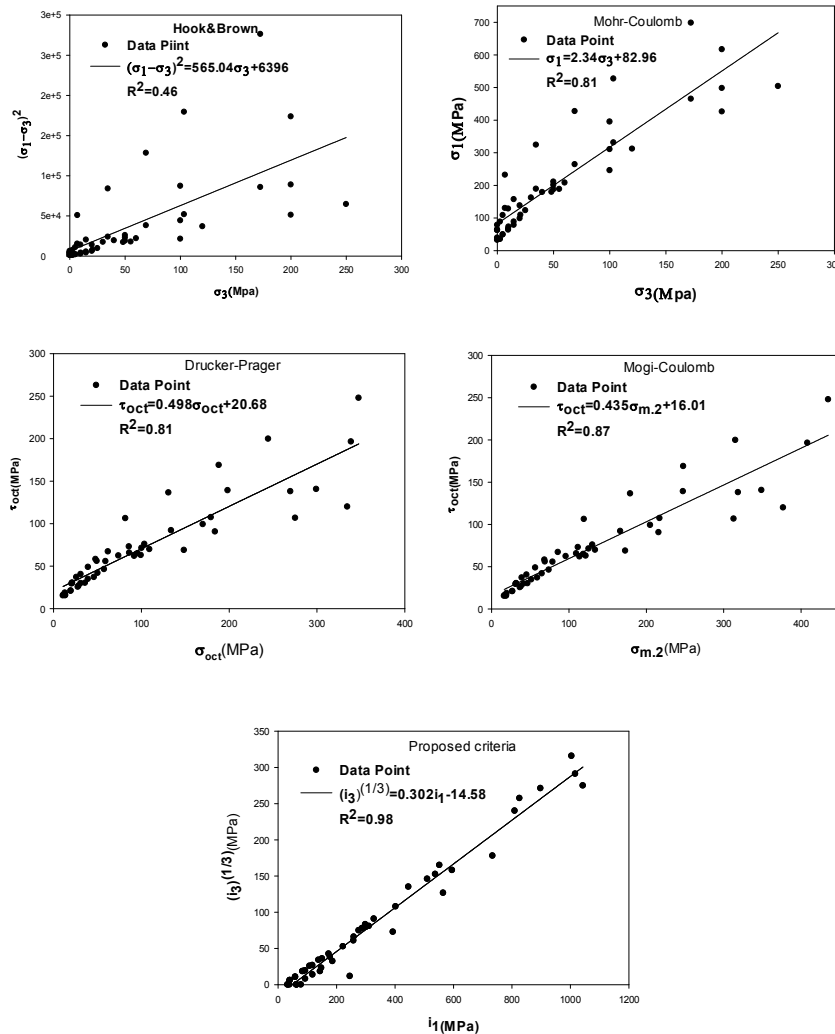 Hook&Brown
Data Piint
(σ1−σ3)^2=565.04σ3+6396
R^2=0.46
3e+5
3e+5
2e+5
2e+5
1e+5
5e+4
0
(σ1−σ3)^2
0 50 100 150 200 250 300
σ3(Mpa)
Mohr-Coulomb
Data Point
σ1=2.34σ3+82.96
R^2=0.81
700
600
500
400
300
200
100
0
σ1(MPa)
0 50 100 150 200 250 300
σ3(Mpa)
Drucker-Prager
Data Point
τoct=0.498σoct+20.68
R^2=0.81
300
250
200
150
100
50
0
τoct(MPa)
0 100 200 300 400
σoct(MPa)
Mogi-Coulomb
Data Point
τoct=0.435σm.2+16.01
R^2=0.87
300
250
200
150
100
50
0
τoct(MPa)
0 100 200 300 400
σm.2(MPa)
Proposed criteria
Data Point
(i3)^(1/3)=0.302i1-14.58
R^2=0.98
350
300
250
200
150
100
50
0
(i3)^(1/3)(MPa)
0 200 400 600 800 1000 1200
i1(MPa)